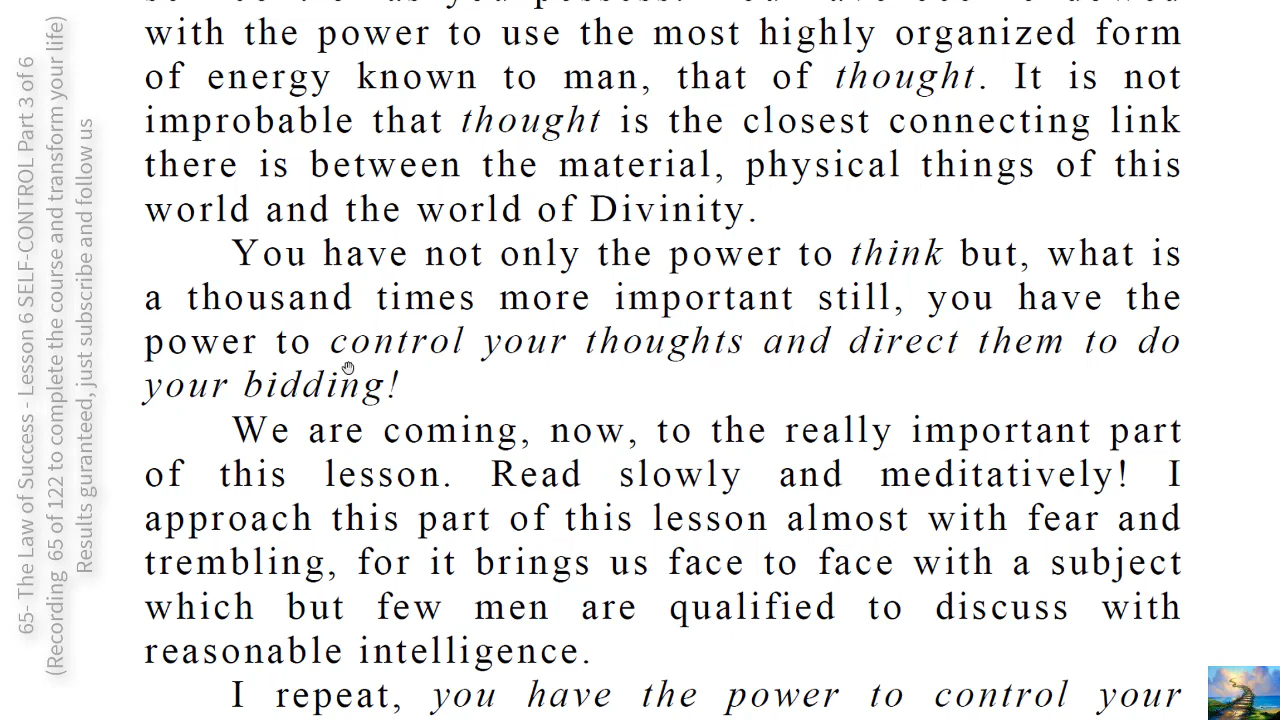 with the power to use the most highly organized form
of energy known to man, that of thought. It is not
improbable that thought is the closest connecting link
there is between the material, physical things of this
world and the world of Divinity.
You have not only the power to think but, what is
a thousand times more important still, you have the
power to control your thoughts and direct them to do
your bidding!
We are coming, now, to the really important part
of this lesson. Read slowly and meditatively! I
approach this part of this lesson almost with fear and
trembling, for it brings us face to face with a subject
which but few men are qualified to discuss with
reasonable intelligence.
I repeat, you have the power to control your
65- The Law of Success - Lesson 6 SELF-CONTROL Part 3 of 6
(Recording 65 of 122 to complete the course and transform your life)
Results guranteed, just subscribe and follow us